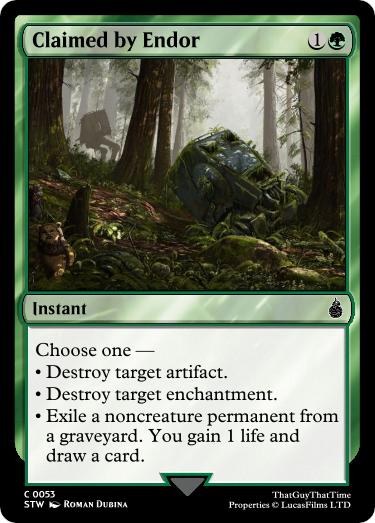 Claimed by Endor 1
Instant
Choose one —
• Destroy target artifact.
• Destroy target enchantment.
• Exile a noncreature permanent from
a graveyard. You gain 1 life and
draw a card.
C 0053
STW Roman Dubina
ThatGuyThatTime
Properties © LucasFilms LTD